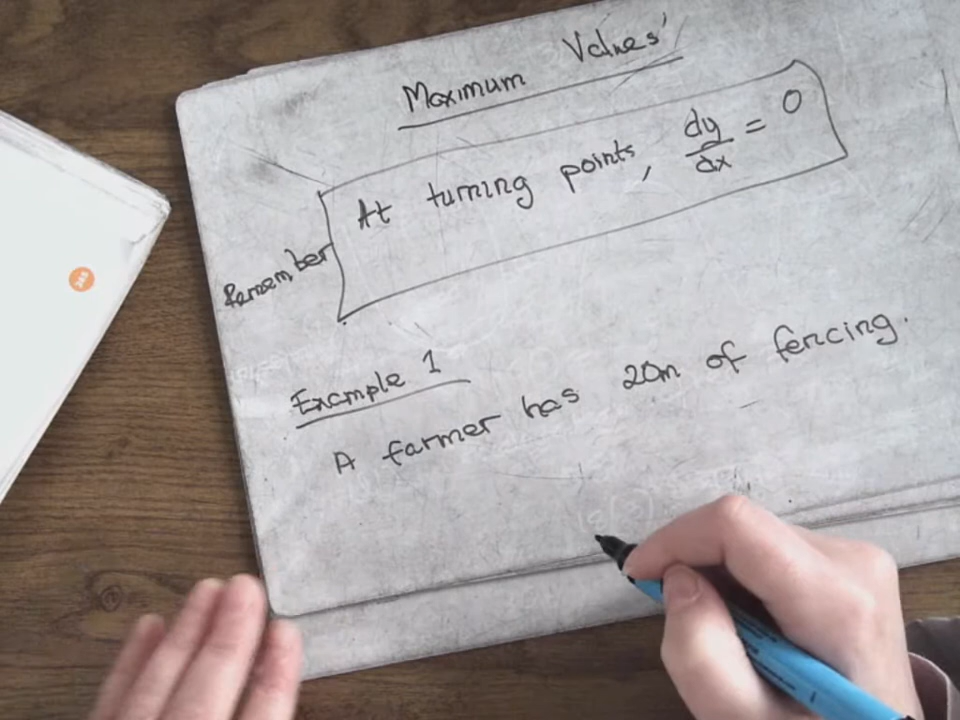 Maximum Values'
At turning points, dy/dx = 0
Remember
Example 1
A farmer has 20m of fencing.